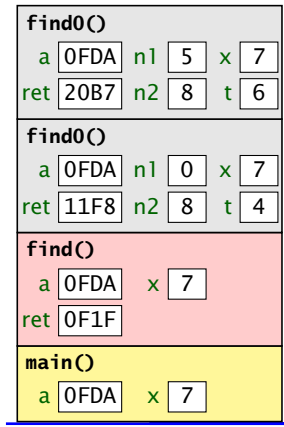 find0()
a 0FDA n1 5 x 7
ret 20B7 n2 8 t 6
find0()
a 0FDA n1 0 x 7
ret 11F8 n2 8 t 4
find()
a 0FDA x 7
ret 0F1F
main()
a 0FDA x 7